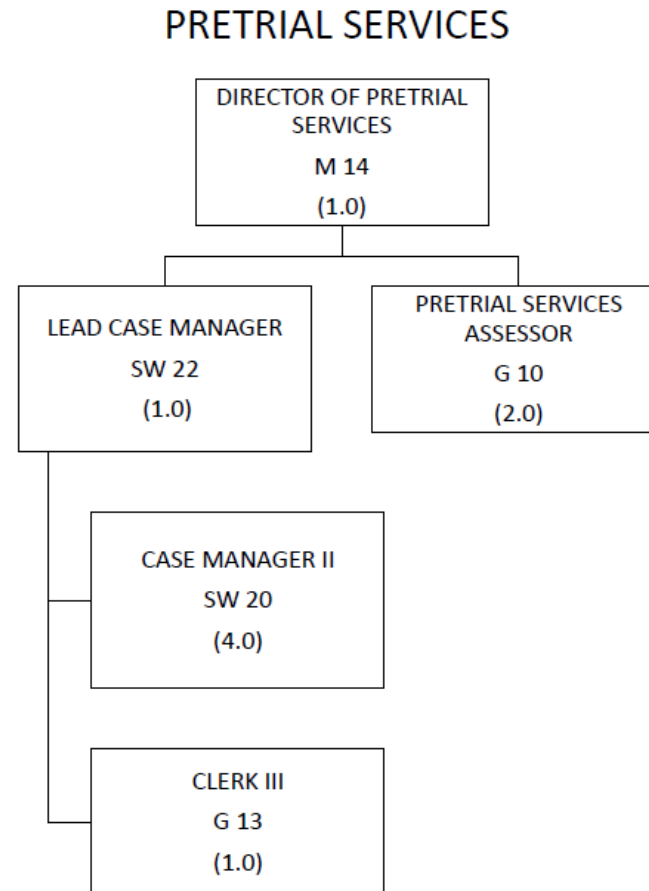 PRETRIAL SERVICES
DIRECTOR OF PRETRIAL
SERVICES
M 14
(1.0)
LEAD CASE MANAGER
SW 22
(1.0)
PRETRIAL SERVICES
ASSESSOR
G 10
(2.0)
CASE MANAGER II
SW 20
(4.0)
CLERK III
G 13
(1.0)